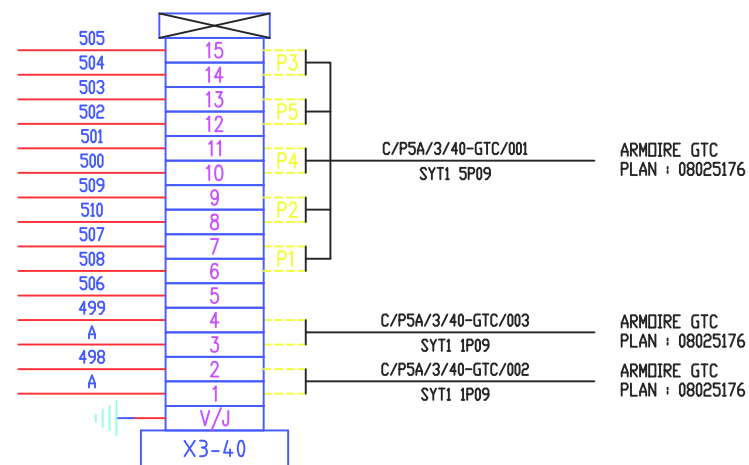 505 15
504 14 P3
503 13
502 12 P5
501 11 C/P5A/3/40-GTC/001 ARMOIRE GTC
500 10 P4 SYT1 5P09 PLAN : 08025176
509 9
510 8 P2
507 7
508 6 P1
506 5
499 4 C/P5A/3/40-GTC/003 ARMOIRE GTC
A 3 SYT1 1P09 PLAN : 08025176
498 2 C/P5A/3/40-GTC/002 ARMOIRE GTC
A 1 SYT1 1P09 PLAN : 08025176
V/J
X3-40